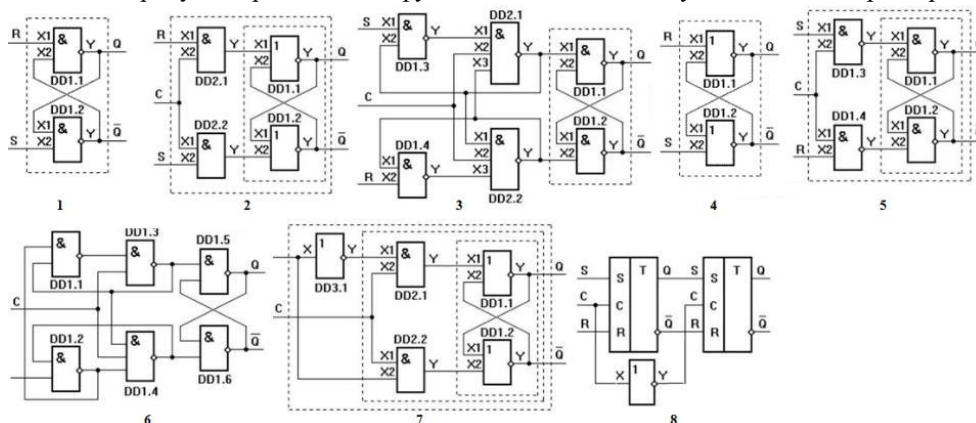 R X1 & Y Q
X2
DD1.1
DD1.2
X1 & Y Q̅
S X2
1
R X1 & Y X1 1 Y Q
X2 X2
DD2.1 DD1.1
C
DD2.2 DD1.2
X1 & Y X1 1 Y Q̅
S X2 X2
2
DD2.1
S X1 & Y X1 & Y X1 & Y Q
X2 X2 X2
DD1.3 X3 DD1.1
C
DD1.4 X1 & Y DD1.2
X1 & Y X2 X1 & Y Q̅
R X2 X3 X2
DD2.2
3
R X1 1 Y Q
X2
DD1.1
DD1.2
X1 1 Y Q̅
S X2
4
S X1 & Y X1 & Y Q
X2 X2
DD1.3 DD1.1
C
DD1.4 DD1.2
X1 & Y X1 & Y Q̅
R X2 X2
5
& DD1.3 DD1.5
& & Q
DD1.1
C
DD1.2
& & & Q̅
DD1.4 DD1.6
6
X 1 Y X1 & Y X1 1 Y Q
X2 X2
DD3.1 DD2.1 DD1.1
C
DD2.2 DD1.2
X1 & Y X1 1 Y Q̅
X2 X2
7
S S T Q S S T Q
C C C
R R Q̅ R R Q̅
X 1 Y
8